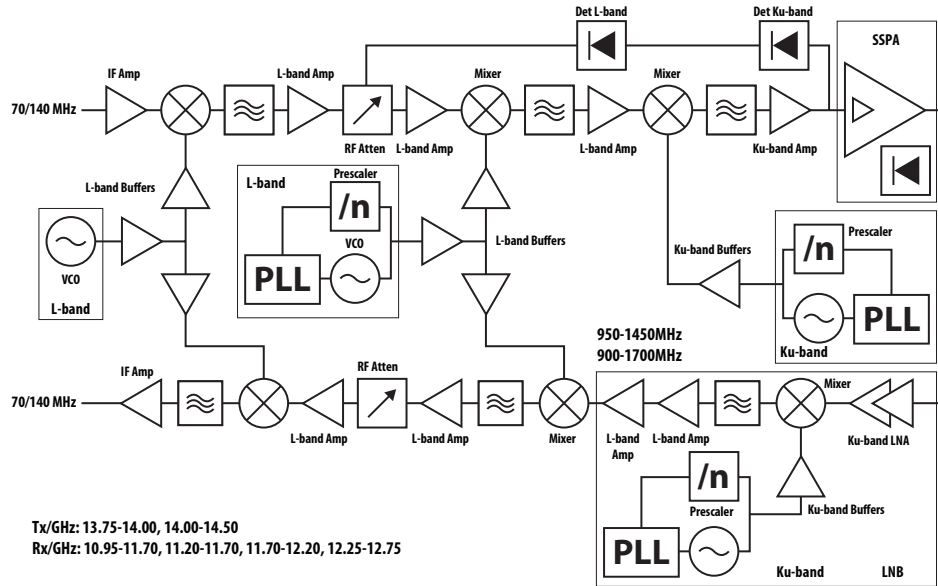 Det L-band
Det Ku-band
SSPA
IF Amp
L-band Amp
Mixer
Mixer
70/140 MHz
RF Atten
L-band Amp
L-band Amp
Ku-band Amp
L-band Buffers
L-band
Prescaler
/n
VCO
PLL
L-band Buffers
VCO
L-band
Ku-band Buffers
Prescaler
/n
PLL
Ku-band
950-1450MHz
900-1700MHz
IF Amp
RF Atten
70/140 MHz
L-band Amp
L-band Amp
Mixer
Mixer
L-band
Amp
L-band Amp
Ku-band LNA
/n
Prescaler
PLL
Ku-band Buffers
Ku-band
LNB
Tx/GHz: 13.75-14.00, 14.00-14.50
Rx/GHz: 10.95-11.70, 11.20-11.70, 11.70-12.20, 12.25-12.75